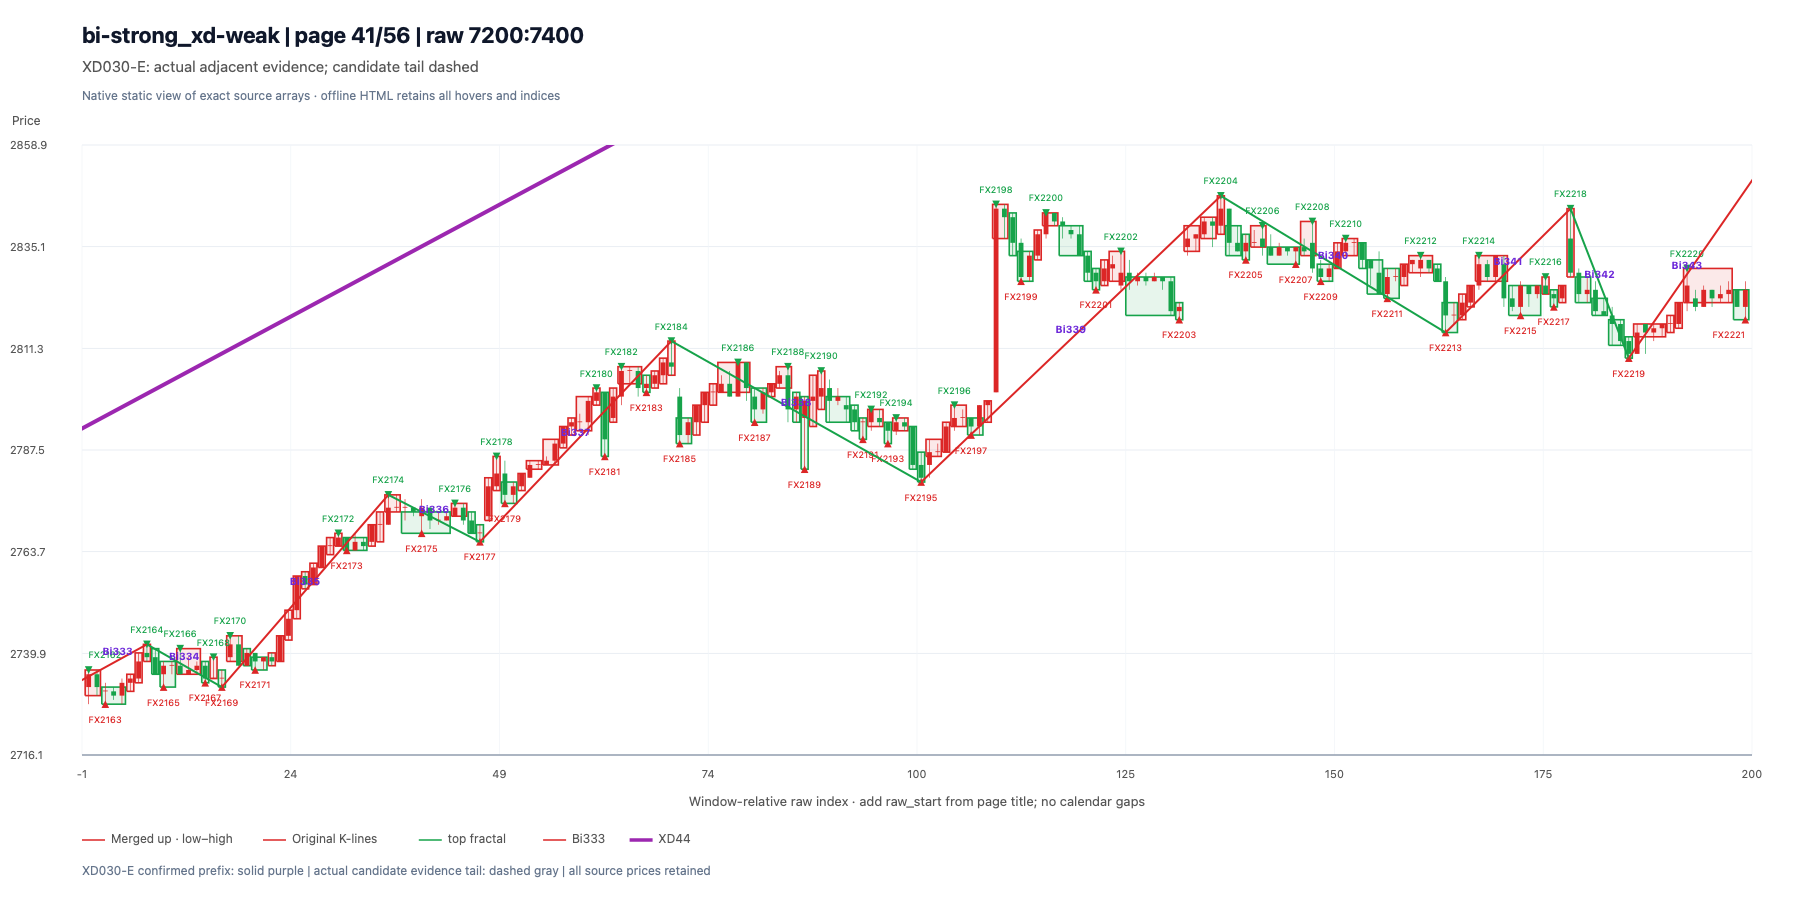 bi-strong_xd-weak | page 41/56 | raw 7200:7400
XD030-E: actual adjacent evidence; candidate tail dashed
Native static view of exact source arrays · offline HTML retains all hovers and indices
Price
2858.9
2835.1
2811.3
2787.5
2763.7
2739.9
2716.1
FX2198
FX2200
FX2202
FX2204
FX2206
FX2208
FX2210
FX2212
FX2214
FX2216
FX2218
FX2199
FX2201
FX2203
FX2205
FX2207
FX2209
FX2211
FX2213
FX2215
FX2217
FX2219
FX2221
Bi339
Bi341
Bi342
Bi343
FX2180
FX2182
FX2184
FX2186
FX2188
FX2190
FX2192
FX2194
FX2196
FX2181
FX2183
FX2185
FX2187
FX2189
FX2193
FX2195
FX2197
Bi337
FX2172
FX2174
FX2176
FX2178
FX2173
FX2175
FX2177
FX2179
Bi336
FX2164
FX2166
FX2170
Bi333
Bi334
FX2163
FX2165
FX2167
FX2169
FX2171
-1
24
49
74
100
125
150
175
200
Window-relative raw index · add raw_start from page title; no calendar gaps
Merged up · low–high
Original K-lines
top fractal
Bi333
XD44
XD030-E confirmed prefix: solid purple | actual candidate evidence tail: dashed gray | all source prices retained